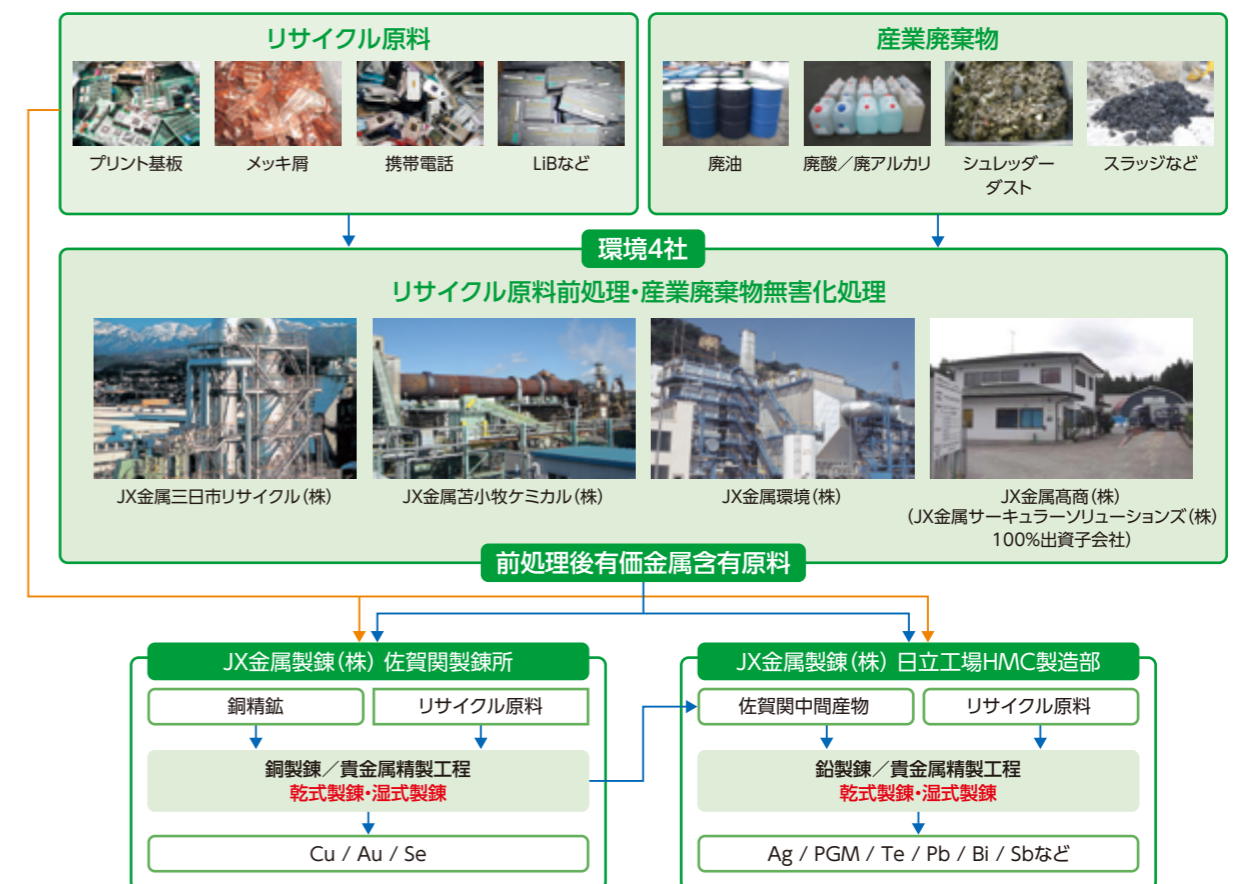 リサイクル原料
プリント基板
メッキ屑
携帯電話
LiBなど
産業廃棄物
廃油
廃酸／廃アルカリ
シュレッダー
ダスト
スラッジなど
環境4社
リサイクル原料前処理・産業廃棄物無害化処理
JX金属三日市リサイクル（株）
JX金属苫小牧ケミカル（株）
JX金属環境（株）
JX金属髙商（株）
（JX金属サーキュラーソリューションズ（株）
100%出資子会社）
前処理後有価金属含有原料
JX金属製錬（株） 佐賀関製錬所
銅精鉱
リサイクル原料
銅製錬／貴金属精製工程
乾式製錬・湿式製錬
Cu / Au / Se
JX金属製錬（株） 日立工場HMC製造部
佐賀関中間産物
リサイクル原料
鉛製錬／貴金属精製工程
乾式製錬・湿式製錬
Ag / PGM / Te / Pb / Bi / Sbなど